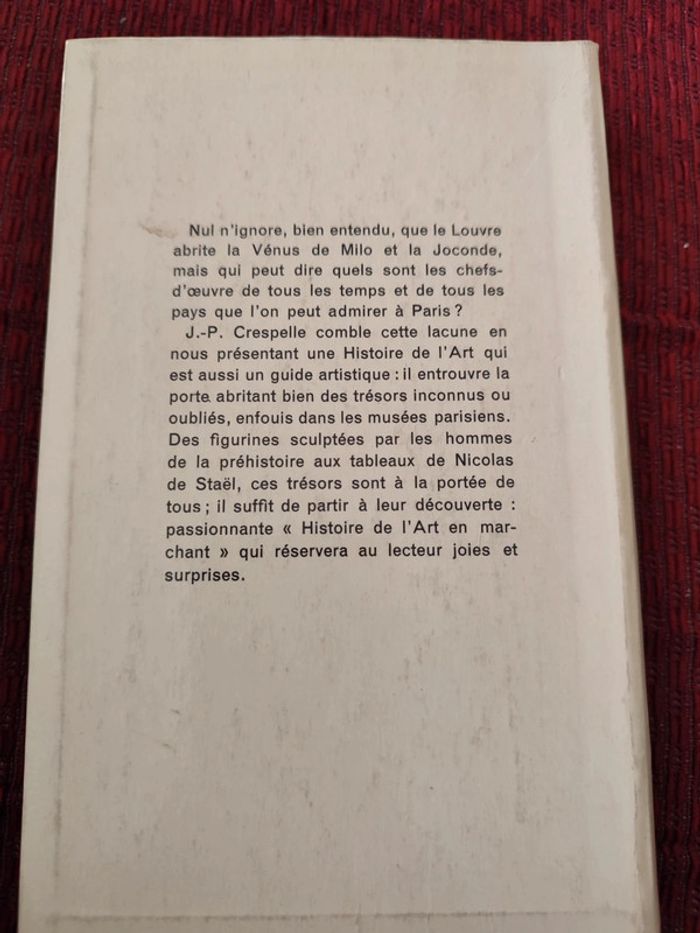 Nul n'ignore, bien entendu, que le Louvre
abrite la Vénus de Milo et la Joconde,
mais qui peut dire quels sont les chefs-
d'œuvre de tous les temps et de tous les
pays que l'on peut admirer à Paris ?
J.-P. Crespelle comble cette lacune en
nous présentant une Histoire de l'Art qui
est aussi un guide artistique : il entrouvre la
porte abritant bien des trésors inconnus ou
oubliés, enfouis dans les musées parisiens.
Des figurines sculptées par les hommes
de la préhistoire aux tableaux de Nicolas
de Staël, ces trésors sont à la portée de
tous ; il suffit de partir à leur découverte :
passionnante « Histoire de l'Art en mar-
chant » qui réservera au lecteur joies et
surprises.